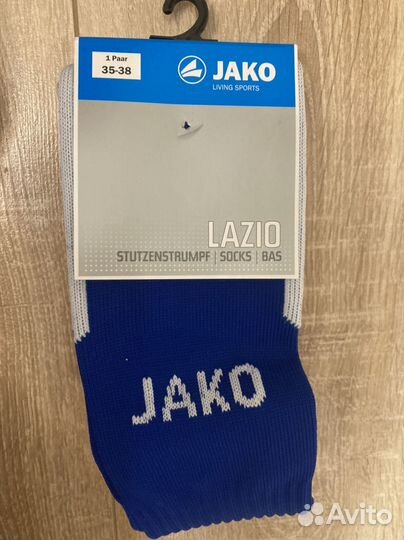 1 Paar
35-38
JAKO
LIVING SPORTS
LAZIO
STUTZENSTRUMPF | SOCKS | BAS
JAKO
Avito